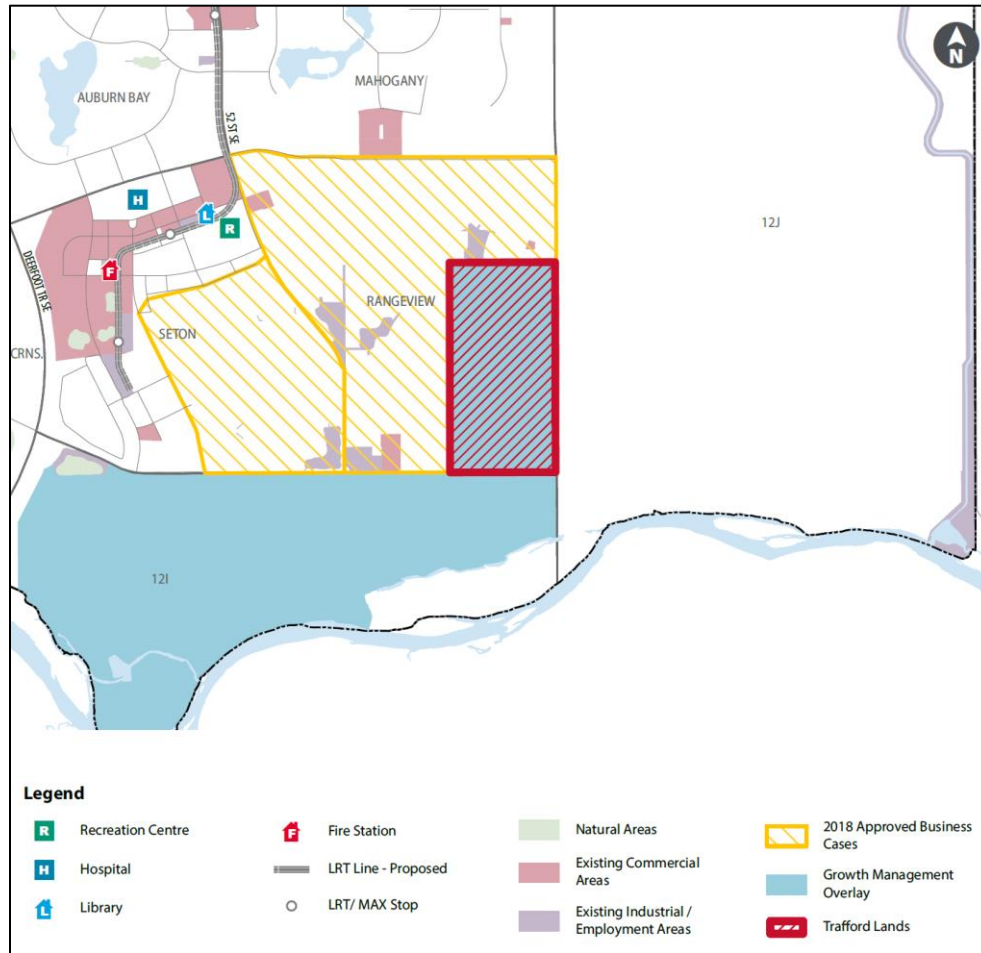 N
MAHOGANY
AUBURN BAY
52 ST SE
H
L
R
12J
DEERFOOT TR SE
F
RANGEVIEW
SETON
CRNS.
12I
Legend
R Recreation Centre
H Hospital
L Library
F Fire Station
LRT Line - Proposed
LRT/ MAX Stop
Natural Areas
Existing Commercial
Areas
Existing Industrial /
Employment Areas
2018 Approved Business
Cases
Growth Management
Overlay
Trafford Lands